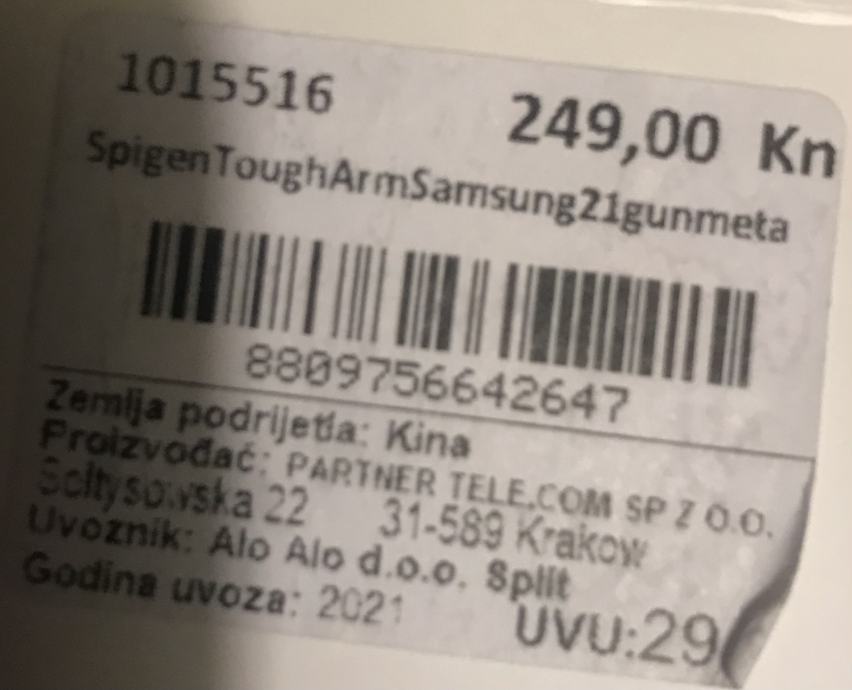 1015516
249,00 Kn
SpigenToughArmSamsung21gunmeta
8809756642647
Zemlja podrijetla: Kina
Proizvođač: PARTNER TELE.COM SP Z O.O.
Sołtysowska 22 31-589 Krakow
Uvoznik: Alo Alo d.o.o. Split
Godina uvoza: 2021
UVU:29